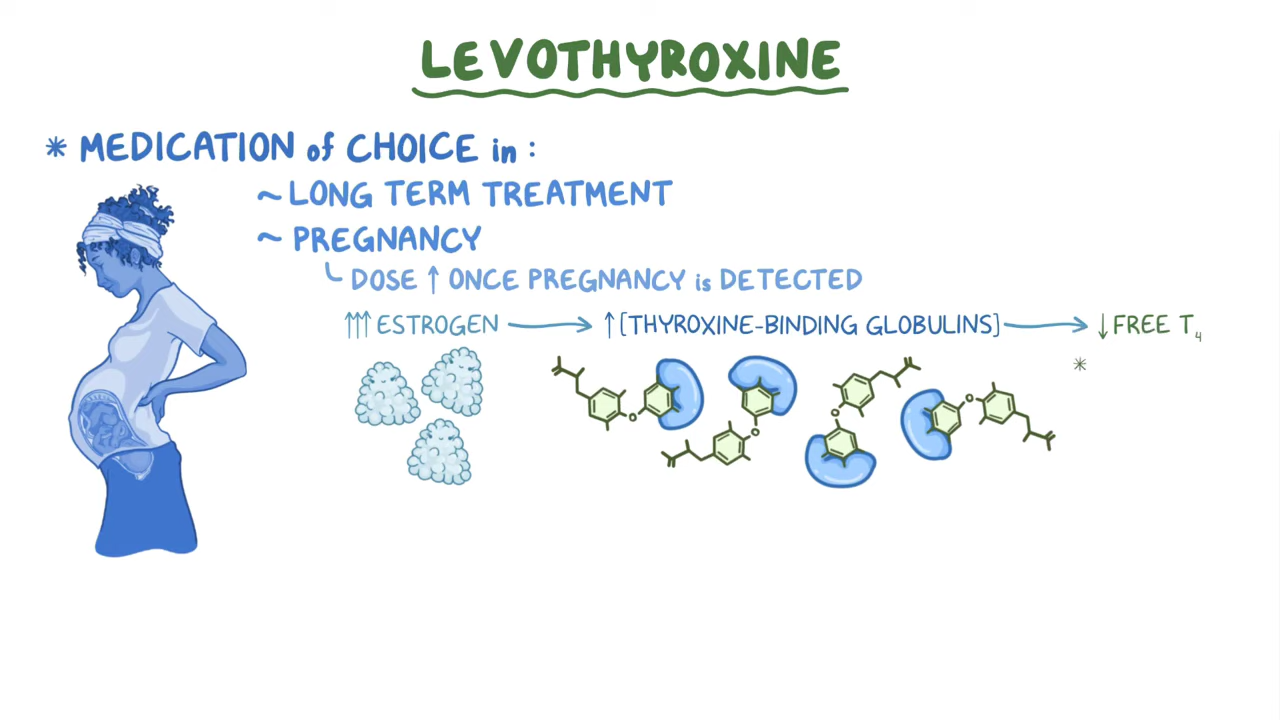 LEVOTHYROXINE
* MEDICATION of CHOICE in :
~ LONG TERM TREATMENT
~ PREGNANCY
DOSE ↑ ONCE PREGNANCY is DETECTED
↑↑↑ ESTROGEN → ↑ [THYROXINE-BINDING GLOBULINS] → ↓ FREE T₄
*
O O O O